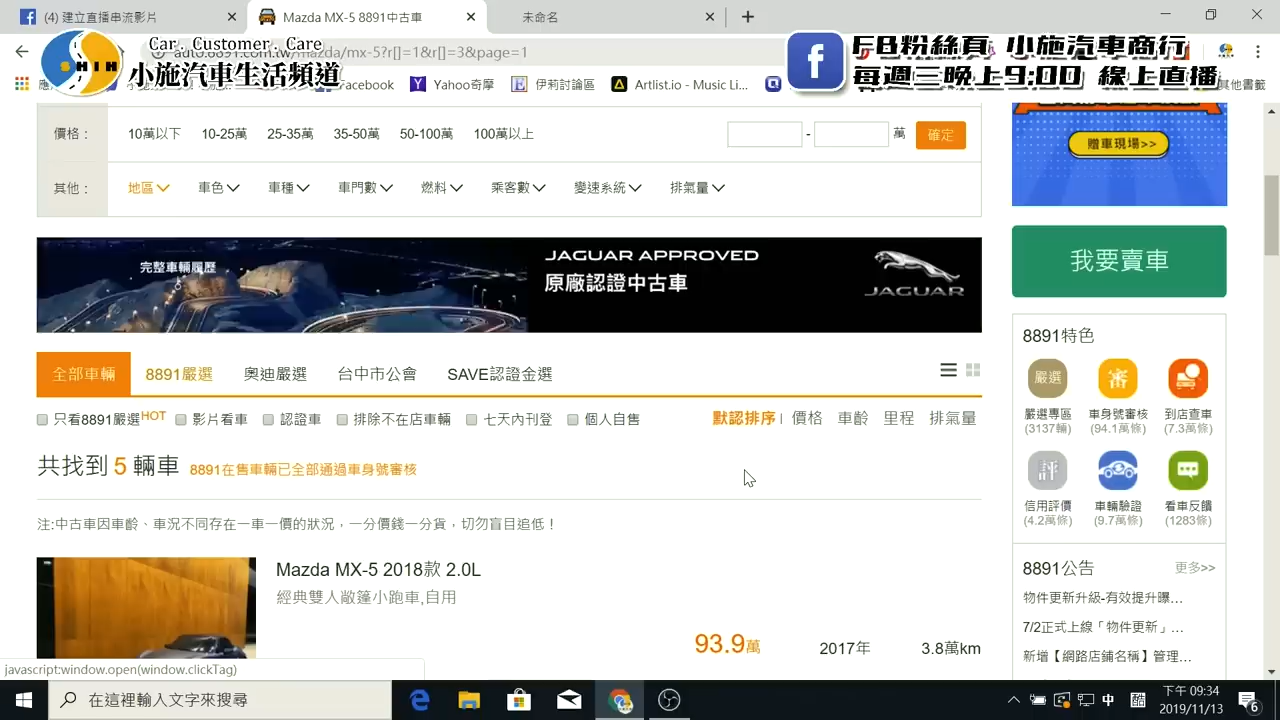 (4) 建立直播串流影片
Mazda MX-5 8891中古車
未命名
auto.8891.com.tw/mazda/mx-5?r[]=1&r[]=3&page=1
SHIH
Car. Customer. Care
小施汽車生活頻道
FB粉絲頁 小施汽車商行
每週三晚上9:00 線上直播
Facebook
Yahoo奇摩
伊莉討論區
Artlist.io - Music Li...
其他書籤
價格：
10萬以下
10-25萬
25-35萬
35-50萬
50-100萬
100萬以上
-
萬
確定
其他：
地區
車色
車種
車門數
燃料
乘客數
變速系統
排氣量
贈車現場>>
完整車輛履歷
JAGUAR APPROVED
原廠認證中古車
JAGUAR
我要賣車
全部車輛
8891嚴選
奧迪嚴選
台中市公會
SAVE認證金選
只看8891嚴選HOT
影片看車
認證車
排除不在店車輛
七天內刊登
個人自售
默認排序
價格
車齡
里程
排氣量
共找到 5 輛車 8891在售車輛已全部通過車身號審核
注:中古車因車齡、車況不同存在一車一價的狀況，一分價錢一分貨，切勿盲目追低！
Mazda MX-5 2018款 2.0L
經典雙人敞篷小跑車,自用
93.9萬
2017年
3.8萬km
8891特色
嚴選
審
嚴選專區
車身號審核
到店查車
(3137輛)
(94.1萬條)
(7.3萬條)
評
信用評價
車輛驗證
看車反饋
(4.2萬條)
(9.7萬條)
(1283條)
8891公告
更多>>
物件更新升級-有效提升曝...
7/2正式上線「物件更新」...
新增【網路店鋪名稱】管理...
javascript:window.open(window.clickTag)
在這裡輸入文字來搜尋
中
酷
下午 09:34
2019/11/13
6